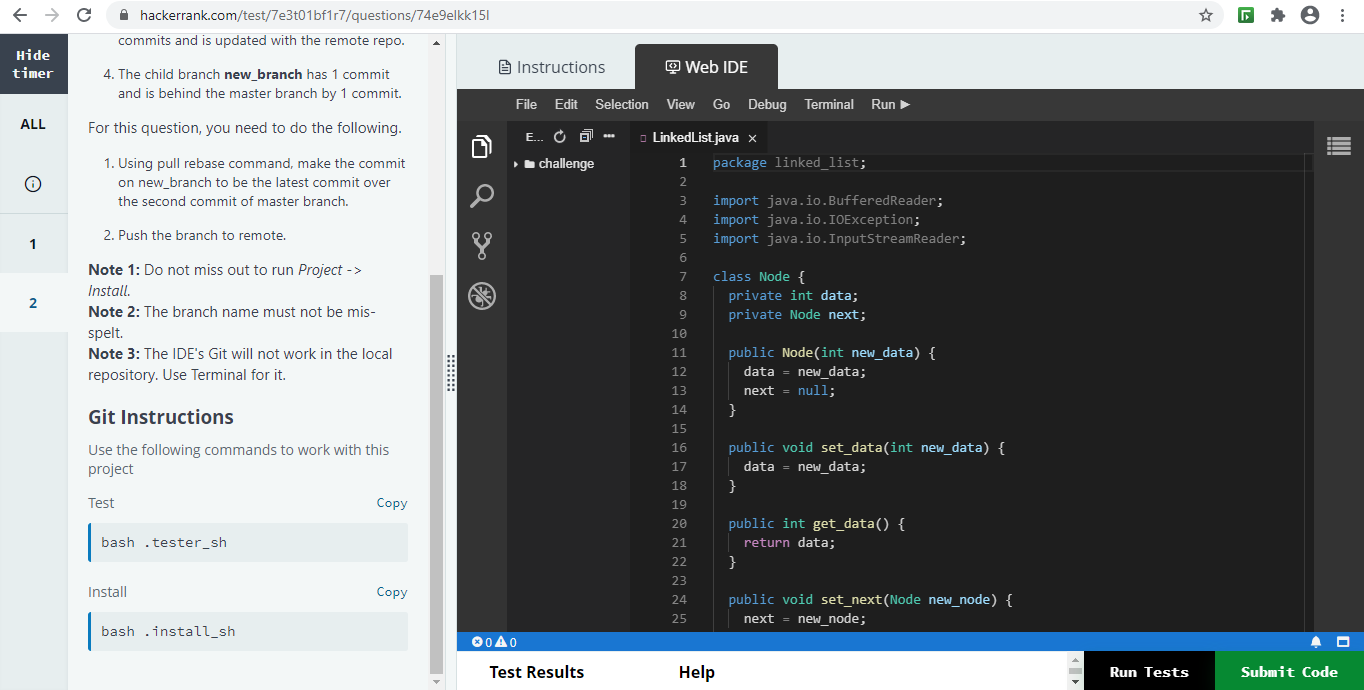 hackerrank.com/test/7e3t01bf1r7/questions/74e9elkk15l
Hide
timer
ALL
1
2
commits and is updated with the remote repo.
4. The child branch new_branch has 1 commit
and is behind the master branch by 1 commit.
For this question, you need to do the following.
1. Using pull rebase command, make the commit
on new_branch to be the latest commit over
the second commit of master branch.
2. Push the branch to remote.
Note 1: Do not miss out to run Project ->
Install.
Note 2: The branch name must not be mis-
spelt.
Note 3: The IDE's Git will not work in the local
repository. Use Terminal for it.
Git Instructions
Use the following commands to work with this
project
Test Copy
bash .tester_sh
Install Copy
bash .install_sh
Instructions Web IDE
File Edit Selection View Go Debug Terminal Run
E... LinkedList.java
challenge
1 package linked_list;
2
3 import java.io.BufferedReader;
4 import java.io.IOException;
5 import java.io.InputStreamReader;
6
7 class Node {
8 private int data;
9 private Node next;
10
11 public Node(int new_data) {
12 data = new_data;
13 next = null;
14 }
15
16 public void set_data(int new_data) {
17 data = new_data;
18 }
19
20 public int get_data() {
21 return data;
22 }
23
24 public void set_next(Node new_node) {
25 next = new_node;
0 0
Test Results Help Run Tests Submit Code